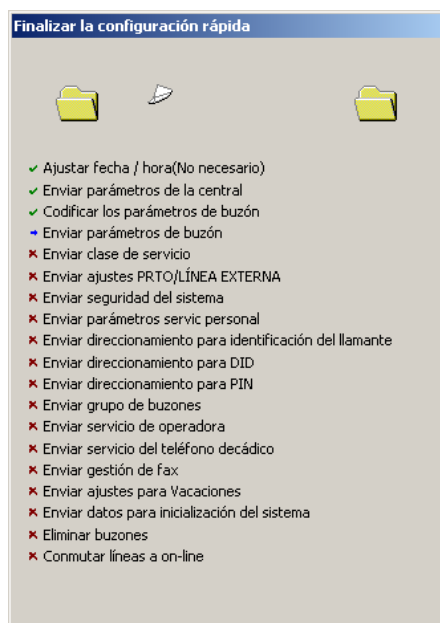 Finalizar la configuración rápida
Ajustar fecha / hora(No necesario)
Enviar parámetros de la central
Codificar los parámetros de buzón
Enviar parámetros de buzón
Enviar clase de servicio
Enviar ajustes PRTO/LÍNEA EXTERNA
Enviar seguridad del sistema
Enviar parámetros servic personal
Enviar direccionamiento para identificación del llamante
Enviar direccionamiento para DID
Enviar direccionamiento para PIN
Enviar grupo de buzones
Enviar servicio de operadora
Enviar servicio del teléfono decádico
Enviar gestión de fax
Enviar ajustes para Vacaciones
Enviar datos para inicialización del sistema
Eliminar buzones
Conmutar líneas a on-line